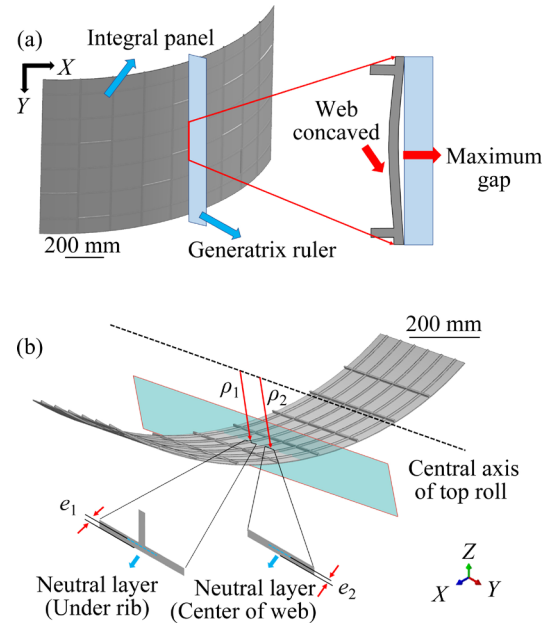 (a)
Integral panel
X
Y
Web
concaved
Maximum
gap
200 mm
Generatrix ruler
(b)
200 mm
ρ1
ρ2
Central axis
of top roll
e1
e2
Neutral layer
(Under rib)
Neutral layer
(Center of web)
Z
X
Y